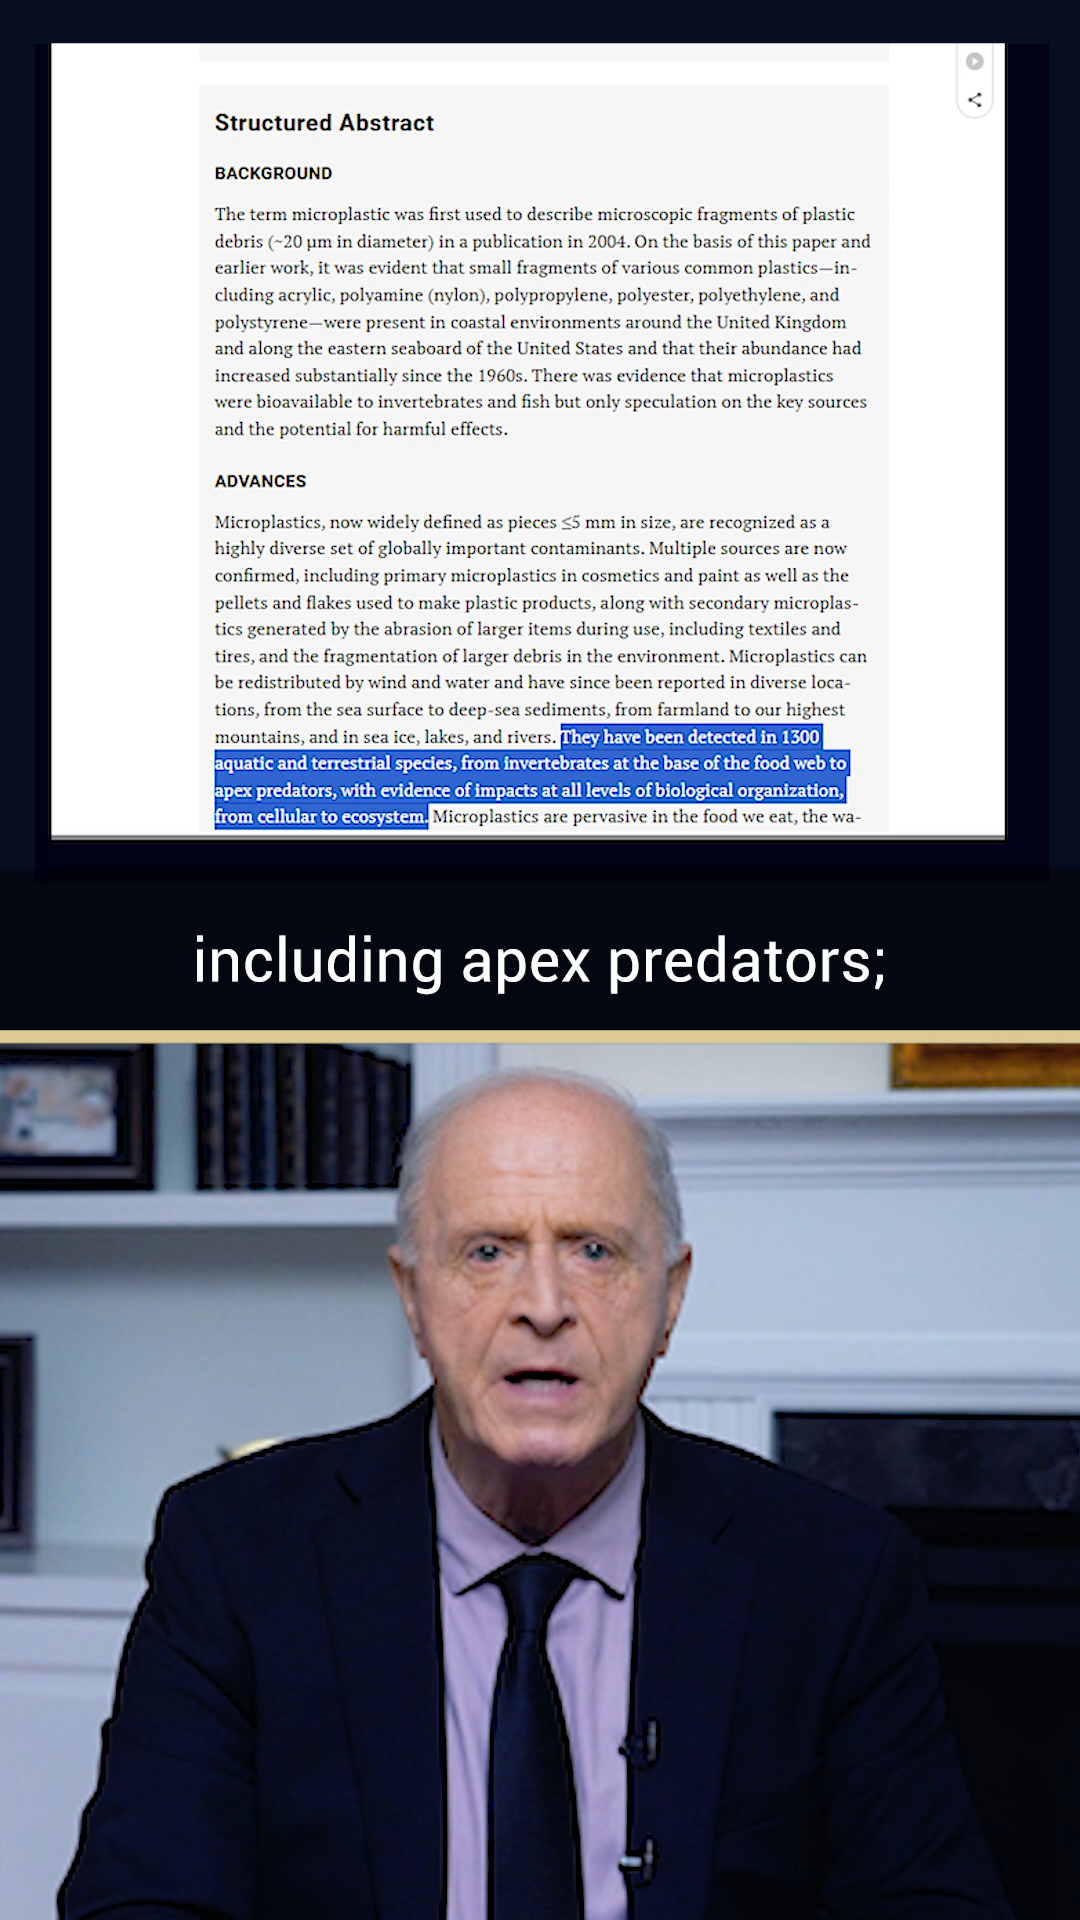 Structured Abstract
BACKGROUND
The term microplastic was first used to describe microscopic fragments of plastic
debris (~20 μm in diameter) in a publication in 2004. On the basis of this paper and
earlier work, it was evident that small fragments of various common plastics—in-
cluding acrylic, polyamine (nylon), polypropylene, polyester, polyethylene, and
polystyrene—were present in coastal environments around the United Kingdom
and along the eastern seaboard of the United States and that their abundance had
increased substantially since the 1960s. There was evidence that microplastics
were bioavailable to invertebrates and fish but only speculation on the key sources
and the potential for harmful effects.
ADVANCES
Microplastics, now widely defined as pieces ≤5 mm in size, are recognized as a
highly diverse set of globally important contaminants. Multiple sources are now
confirmed, including primary microplastics in cosmetics and paint as well as the
pellets and flakes used to make plastic products, along with secondary microplas-
tics generated by the abrasion of larger items during use, including textiles and
tires, and the fragmentation of larger debris in the environment. Microplastics can
be redistributed by wind and water and have since been reported in diverse loca-
tions, from the sea surface to deep-sea sediments, from farmland to our highest
mountains, and in sea ice, lakes, and rivers. They have been detected in 1300
aquatic and terrestrial species, from invertebrates at the base of the food web to
apex predators, with evidence of impacts at all levels of biological organization,
from cellular to ecosystem. Microplastics are pervasive in the food we eat, the wa-
including apex predators;